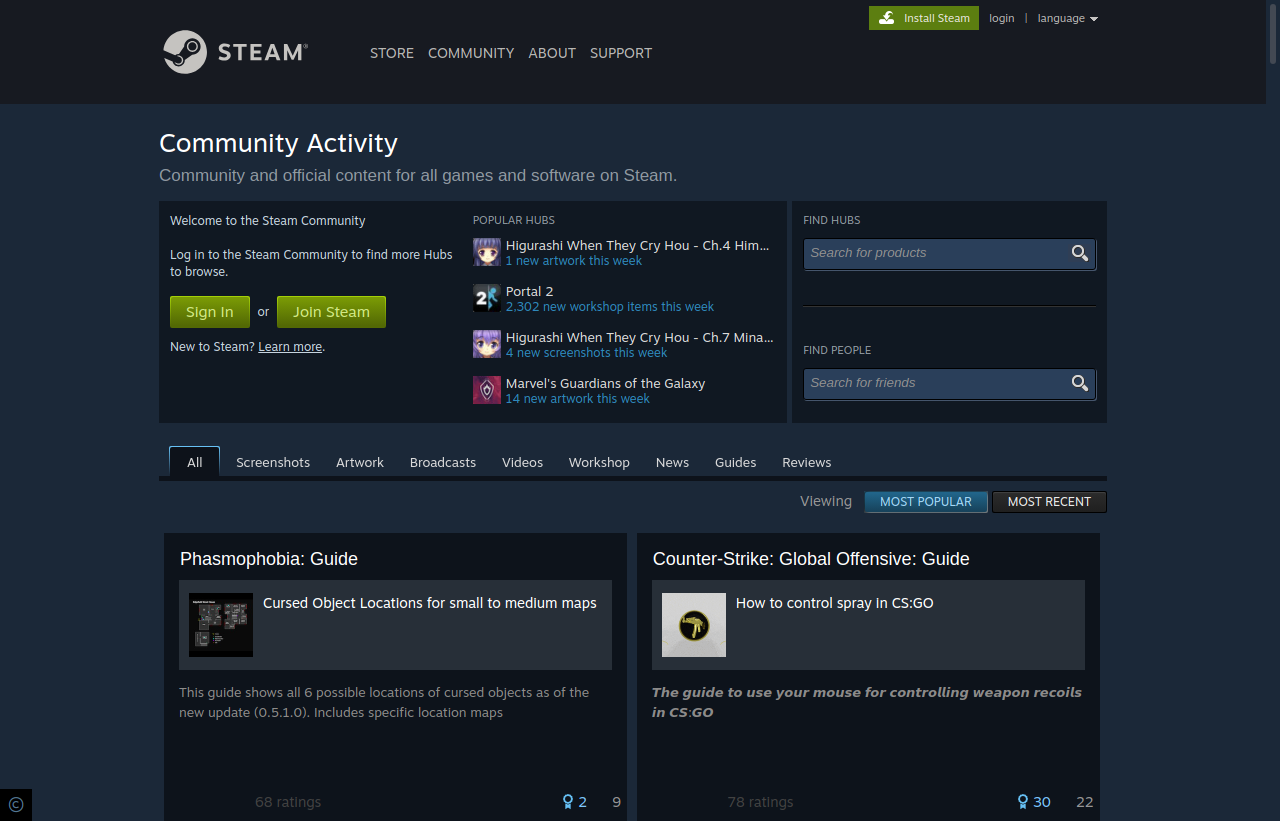 Install Steam login | language
STEAM®
STORE COMMUNITY ABOUT SUPPORT
Community Activity
Community and official content for all games and software on Steam.
Welcome to the Steam Community
Log in to the Steam Community to find more Hubs
to browse.
Sign In or Join Steam
New to Steam? Learn more.
POPULAR HUBS
Higurashi When They Cry Hou - Ch.4 Him...
1 new artwork this week
Portal 2
2,302 new workshop items this week
Higurashi When They Cry Hou - Ch.7 Mina...
4 new screenshots this week
Marvel's Guardians of the Galaxy
14 new artwork this week
FIND HUBS
Search for products
FIND PEOPLE
Search for friends
All Screenshots Artwork Broadcasts Videos Workshop News Guides Reviews
Viewing MOST POPULAR MOST RECENT
Phasmophobia: Guide
Cursed Object Locations for small to medium maps
This guide shows all 6 possible locations of cursed objects as of the
new update (0.5.1.0). Includes specific location maps
68 ratings 2 9
Counter-Strike: Global Offensive: Guide
How to control spray in CS:GO
The guide to use your mouse for controlling weapon recoils
in CS:GO
78 ratings 30 22
©